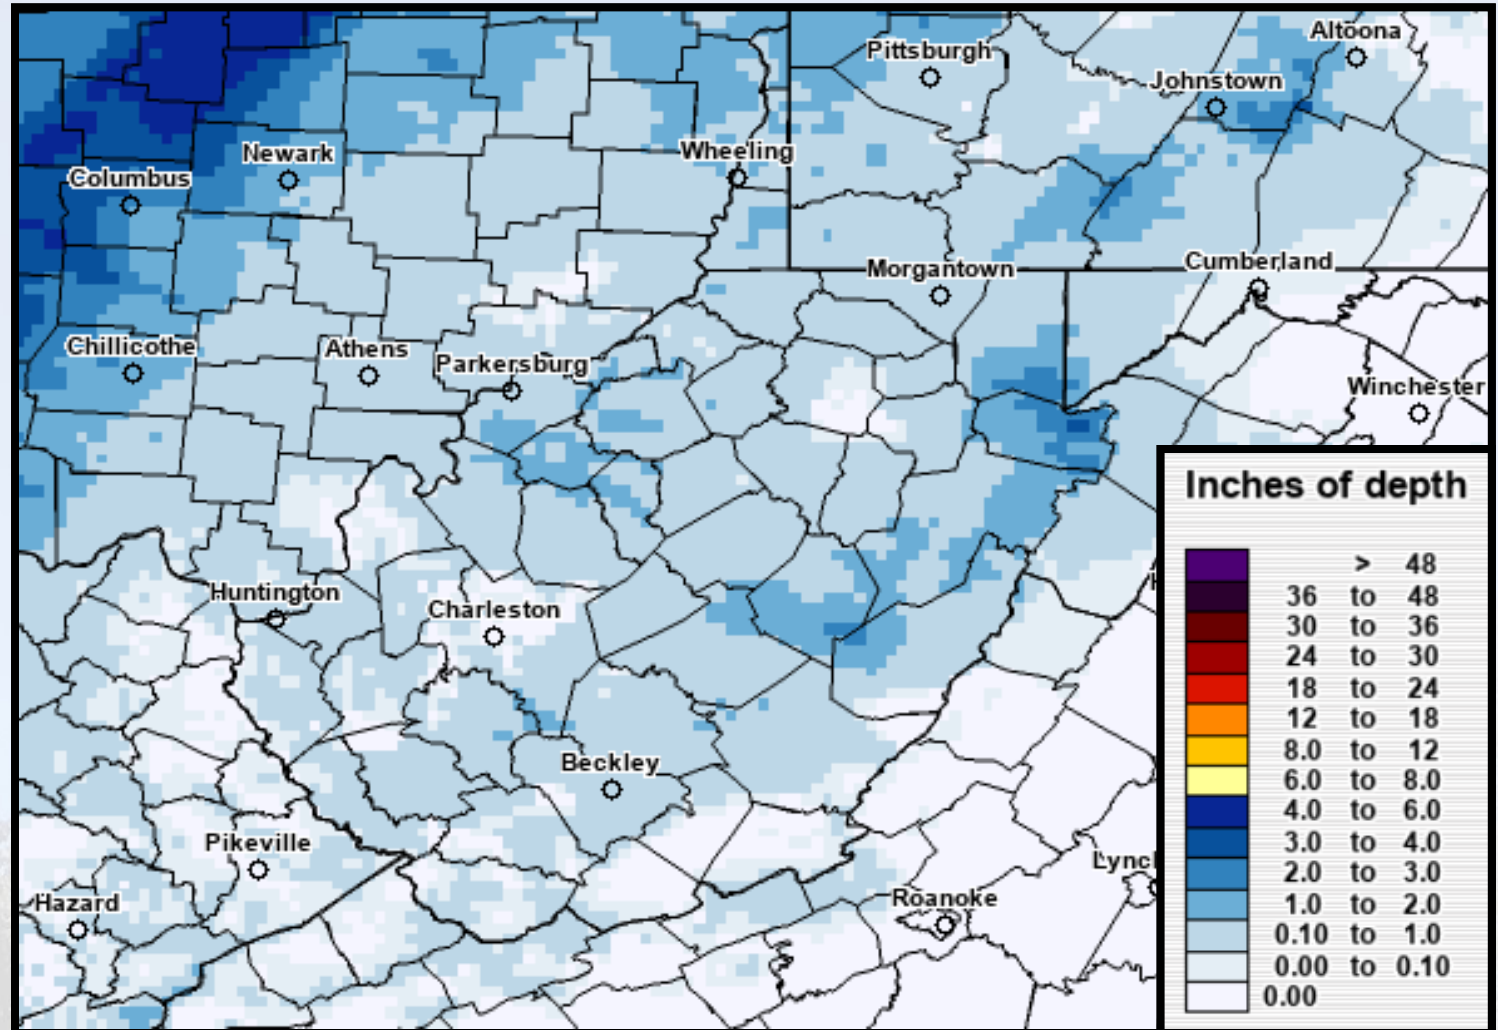 Altoona
Pittsburgh
Johnstown
Newark
Wheeling
Columbus
Morgantown
Cumberland
Chillicothe
Athens
Parkersburg
Winchester
Huntington
Charleston
Beckley
Pikeville
Hazard
Roanoke
Lyncl
Inches of depth
> 48
36 to 48
30 to 36
24 to 30
18 to 24
12 to 18
8.0 to 12
6.0 to 8.0
4.0 to 6.0
3.0 to 4.0
2.0 to 3.0
1.0 to 2.0
0.10 to 1.0
0.00 to 0.10
0.00